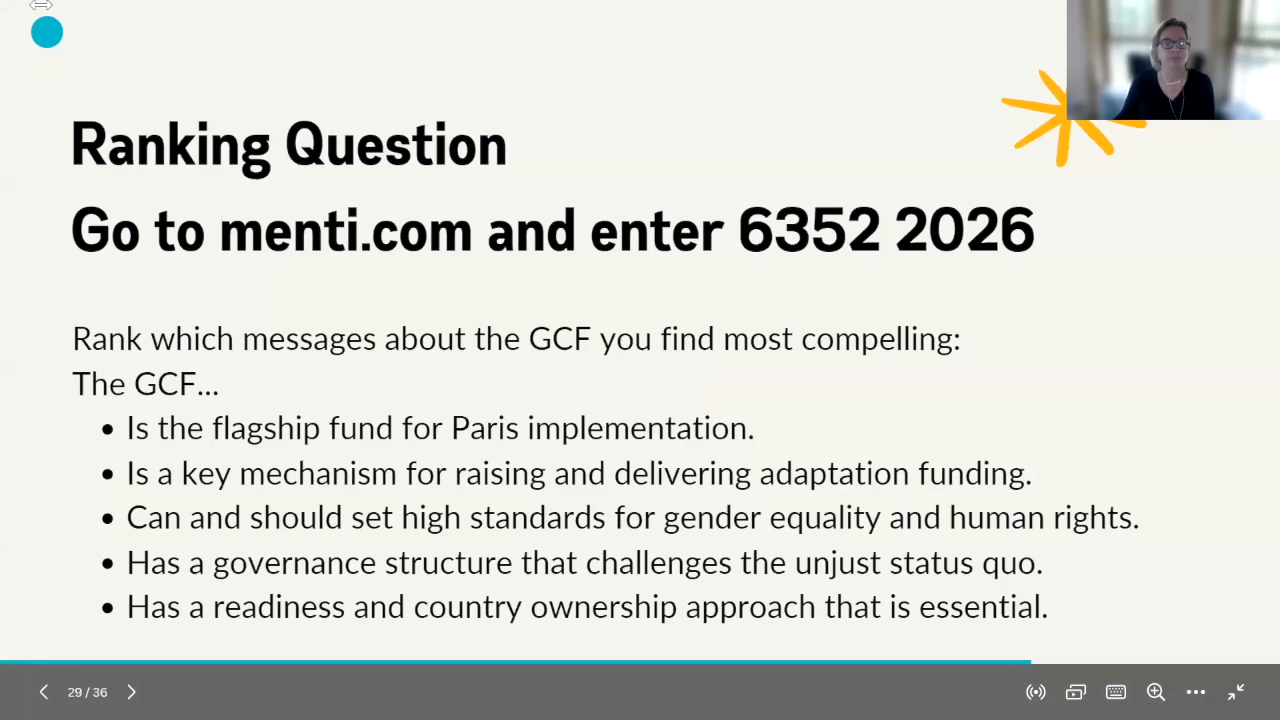 Ranking Question
Go to menti.com and enter 6352 2026
Rank which messages about the GCF you find most compelling:
The GCF...
• Is the flagship fund for Paris implementation.
• Is a key mechanism for raising and delivering adaptation funding.
• Can and should set high standards for gender equality and human rights.
• Has a governance structure that challenges the unjust status quo.
• Has a readiness and country ownership approach that is essential.
29 / 36